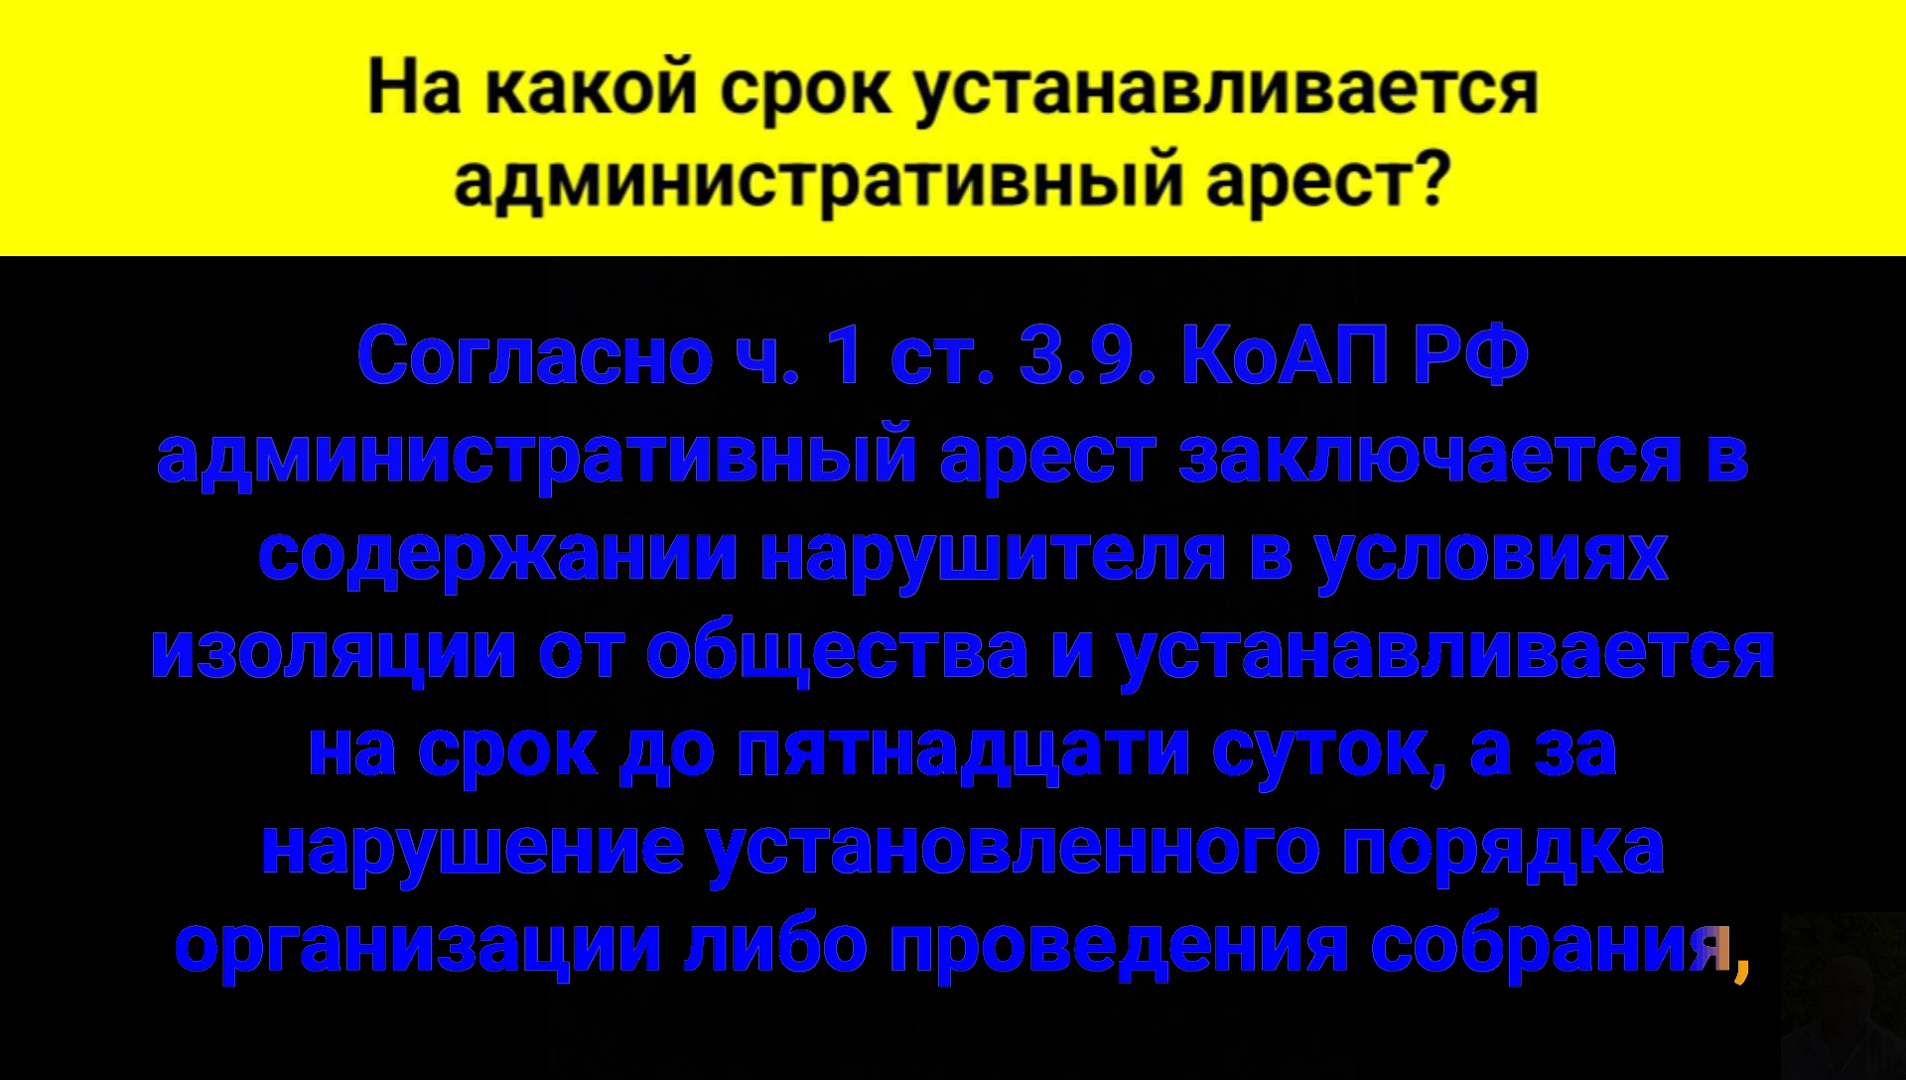 На какой срок устанавливается
административный арест?
Согласно ч. 1 ст. 3.9. КоАП РФ
административный арест заключается в
содержании нарушителя в условиях
изоляции от общества и устанавливается
на срок до пятнадцати суток, а за
нарушение установленного порядка
организации либо проведения собрания,